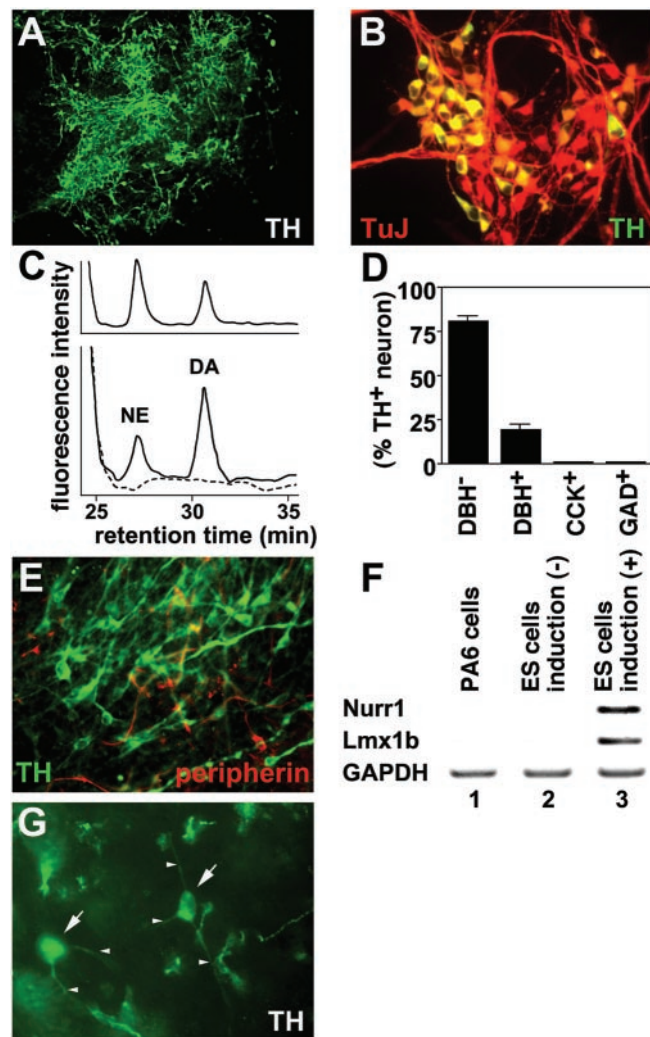 A
TH
B
TuJ
TH
C
fluorescence intensity
NE
DA
25
30
35
retention time (min)
D
(% TH+ neuron)
75
50
25
0
DBH-
DBH+
CCK+
GAD+
E
TH
peripherin
F
PA6 cells
ES cells
induction (-)
ES cells
induction (+)
Nurr1
Lmx1b
GAPDH
1
2
3
G
TH